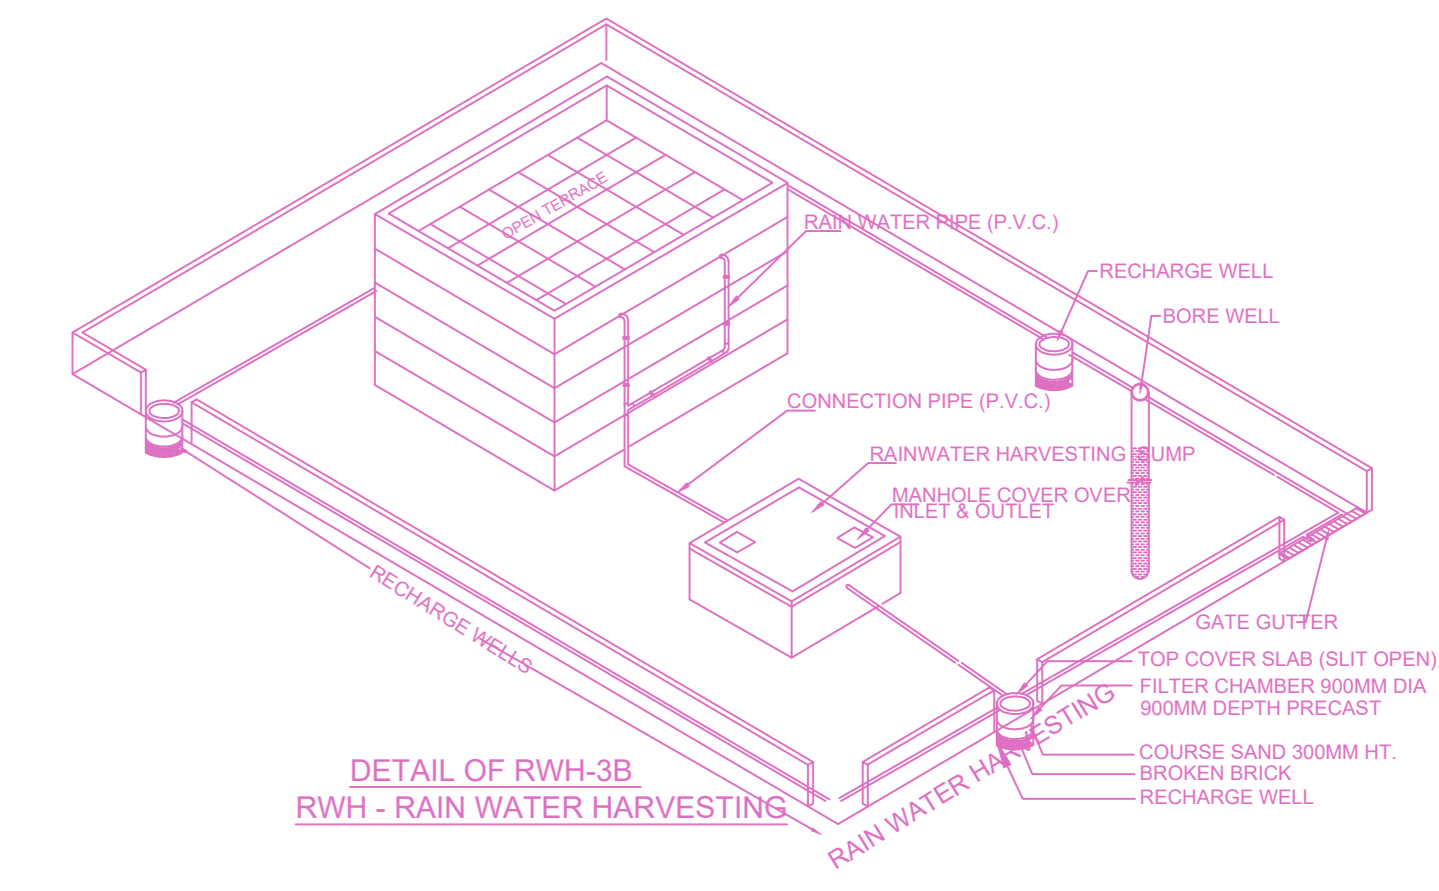 OPEN TERRACE
RAIN WATER PIPE (P.V.C.)
RECHARGE WELL
BORE WELL
CONNECTION PIPE (P.V.C.)
RAINWATER HARVESTING SUMP
MANHOLE COVER OVER
INLET & OUTLET
RECHARGE WELLS
GATE GUTTER
TOP COVER SLAB (SLIT OPEN)
FILTER CHAMBER 900MM DIA
900MM DEPTH PRECAST
COURSE SAND 300MM HT.
BROKEN BRICK
RECHARGE WELL
RAIN WATER HARVESTING
DETAIL OF RWH-3B
RWH - RAIN WATER HARVESTING